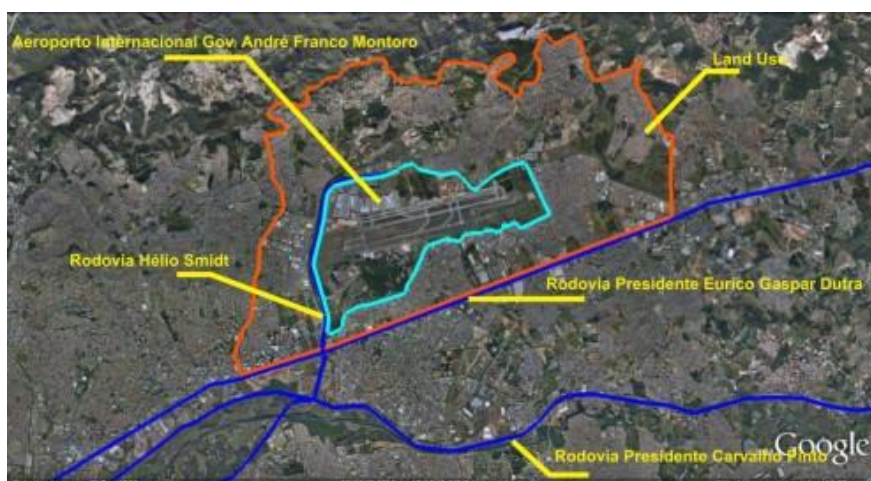 Aeroporto Internacional Gov. André Franco Montoro
Land Use
Rodovia Hélio Smidt
Rodovia Presidente Eurico Gaspar Dutra
Rodovia Presidente Carvalho Pinto
Google